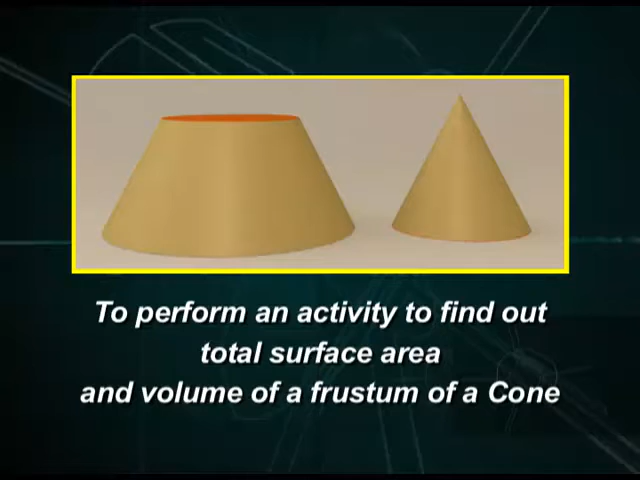 To perform an activity to find out
total surface area
and volume of a frustum of a Cone